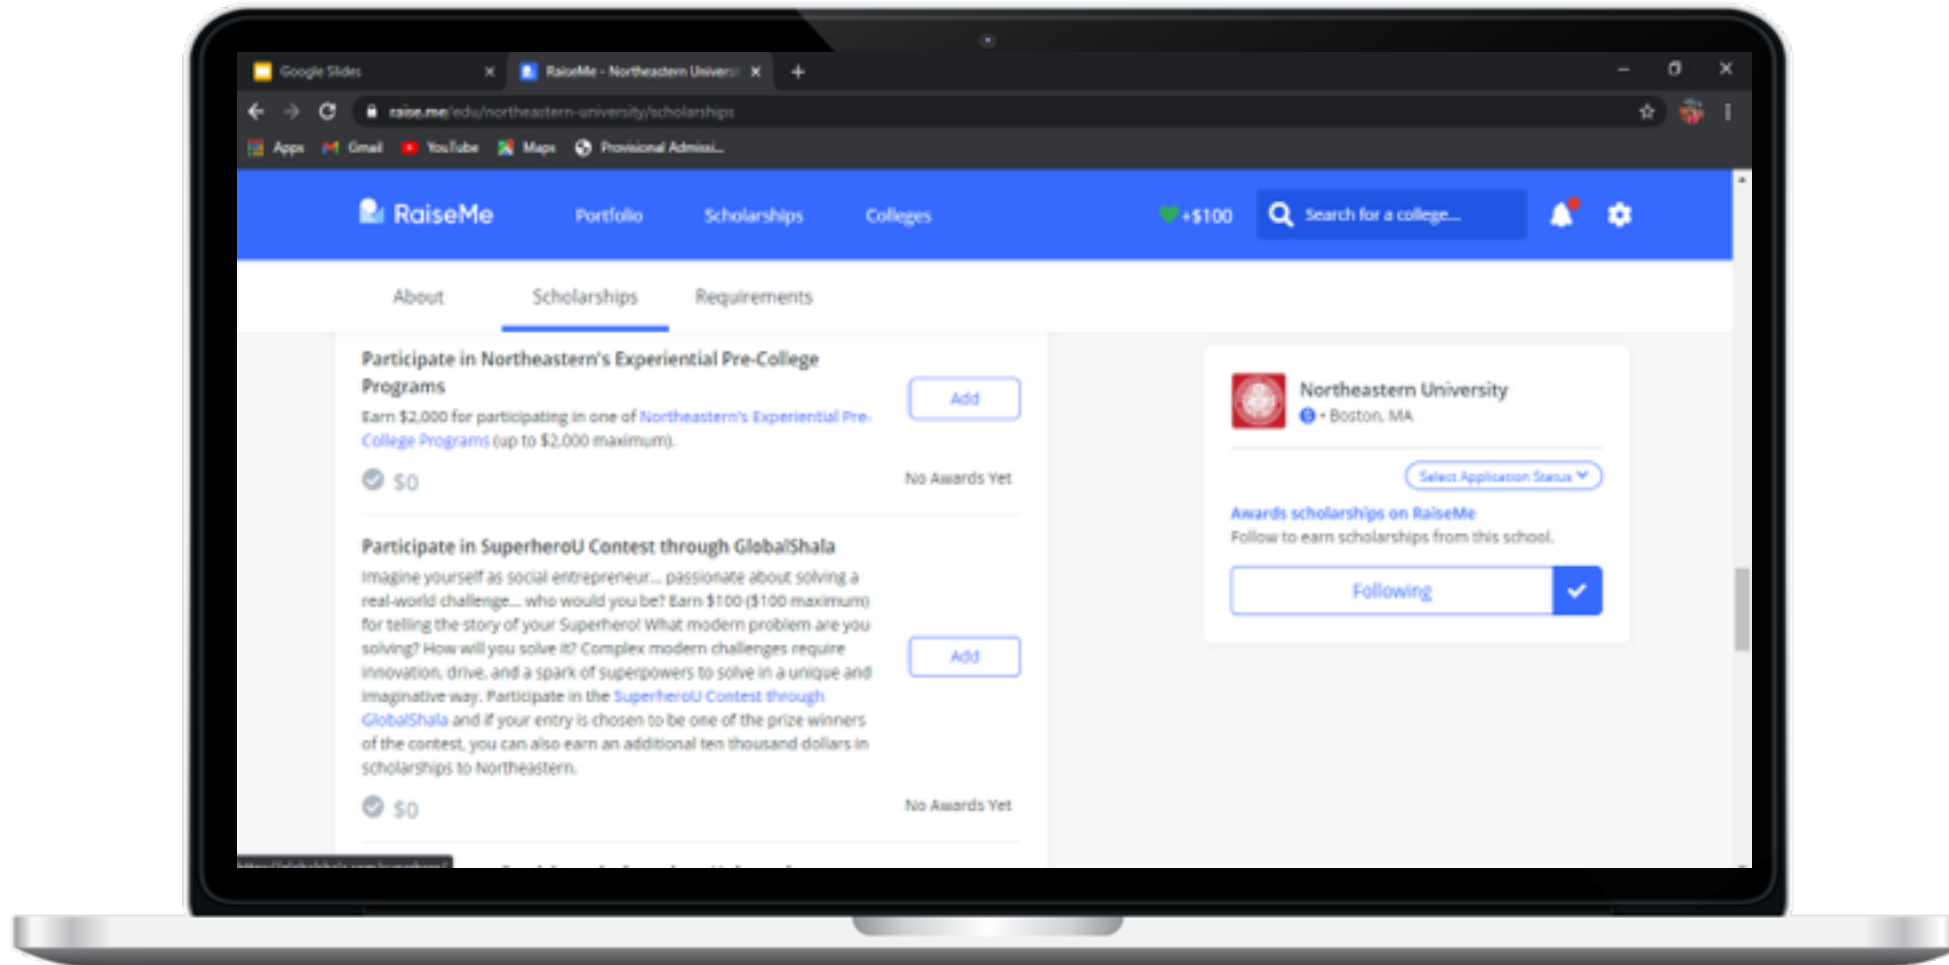 Google Slides
RaiseMe - Northeastern Univers
raise.me/edu/northeastern-university/scholarships
Apps Gmail YouTube Maps Provisional Admissi...
RaiseMe Portfolio Scholarships Colleges +$100 Search for a college...
About Scholarships Requirements
Participate in Northeastern's Experiential Pre-College
Programs
Add
Earn $2,000 for participating in one of Northeastern's Experiential Pre-
College Programs (up to $2,000 maximum).
$0 No Awards Yet
Participate in SuperheroU Contest through GlobalShala
Imagine yourself as social entrepreneur... passionate about solving a
real-world challenge... who would you be? Earn $100 ($100 maximum)
for telling the story of your Superhero! What modern problem are you
solving? How will you solve it? Complex modern challenges require
innovation, drive, and a spark of superpowers to solve in a unique and
imaginative way. Participate in the SuperheroU Contest through
GlobalShala and if your entry is chosen to be one of the prize winners
of the contest, you can also earn an additional ten thousand dollars in
scholarships to Northeastern.
Add
$0 No Awards Yet
Northeastern University
• Boston, MA
Select Application Status
Awards scholarships on RaiseMe
Follow to earn scholarships from this school.
Following